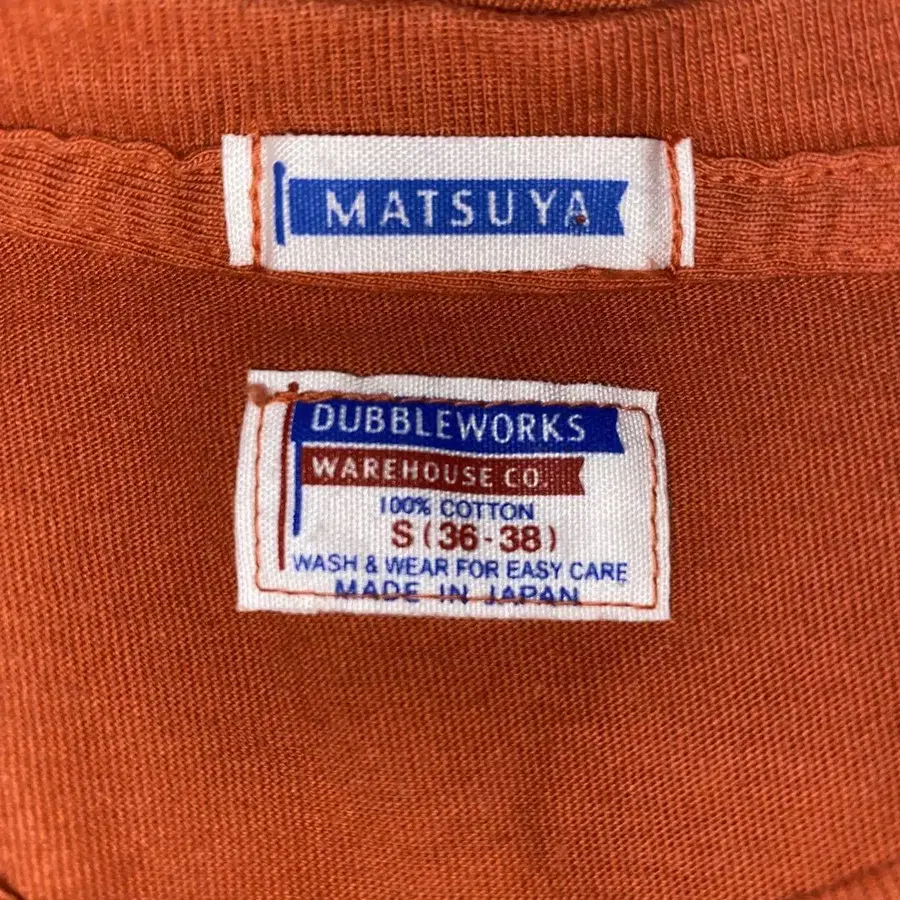 MATSUYA
DUBBLEWORKS
WAREHOUSE CO.
100% COTTON
S (36-38)
WASH & WEAR FOR EASY CARE
MADE IN JAPAN